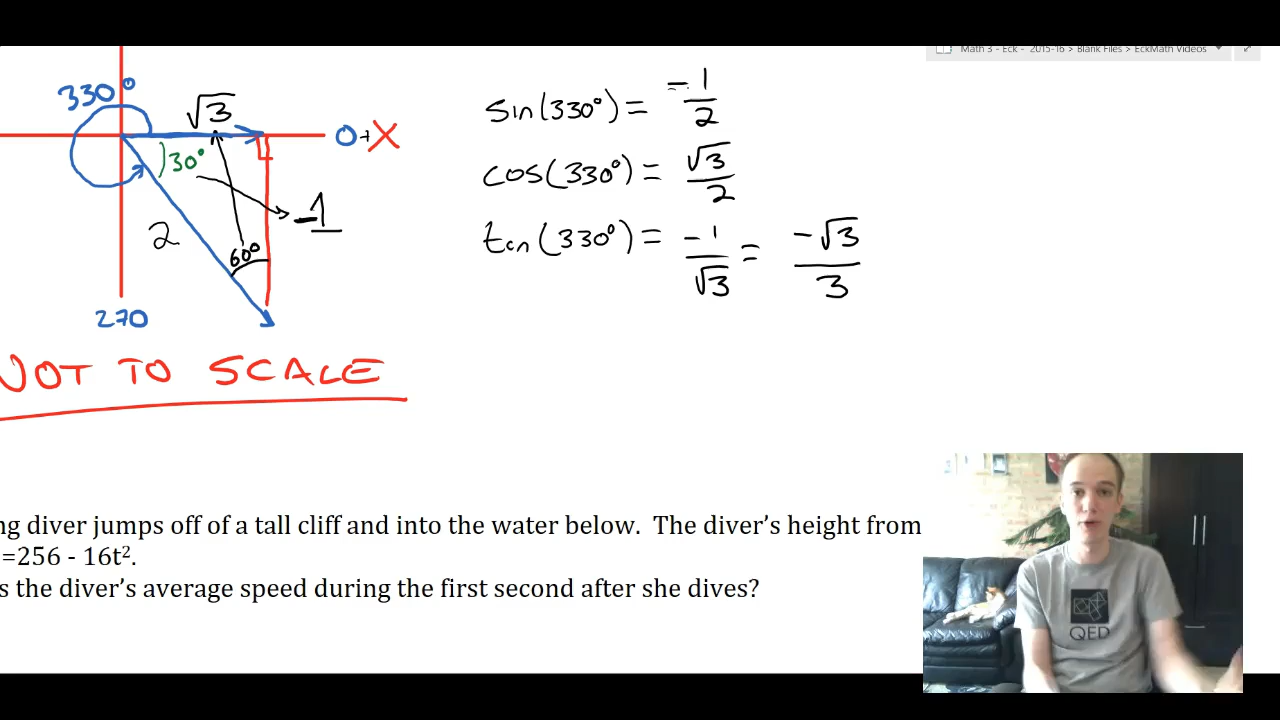 Math 3 - Eck - 2015-16 > Blank Files > EckMath Videos
330°
√3
0+X
30°
-1
2
60°
270
sin(330°) = -1/2
cos(330°) = √3/2
tan(330°) = -1/√3 = -√3/3
NOT TO SCALE
ng diver jumps off of a tall cliff and into the water below. The diver's height from
=256 - 16t².
s the diver's average speed during the first second after she dives?
QED